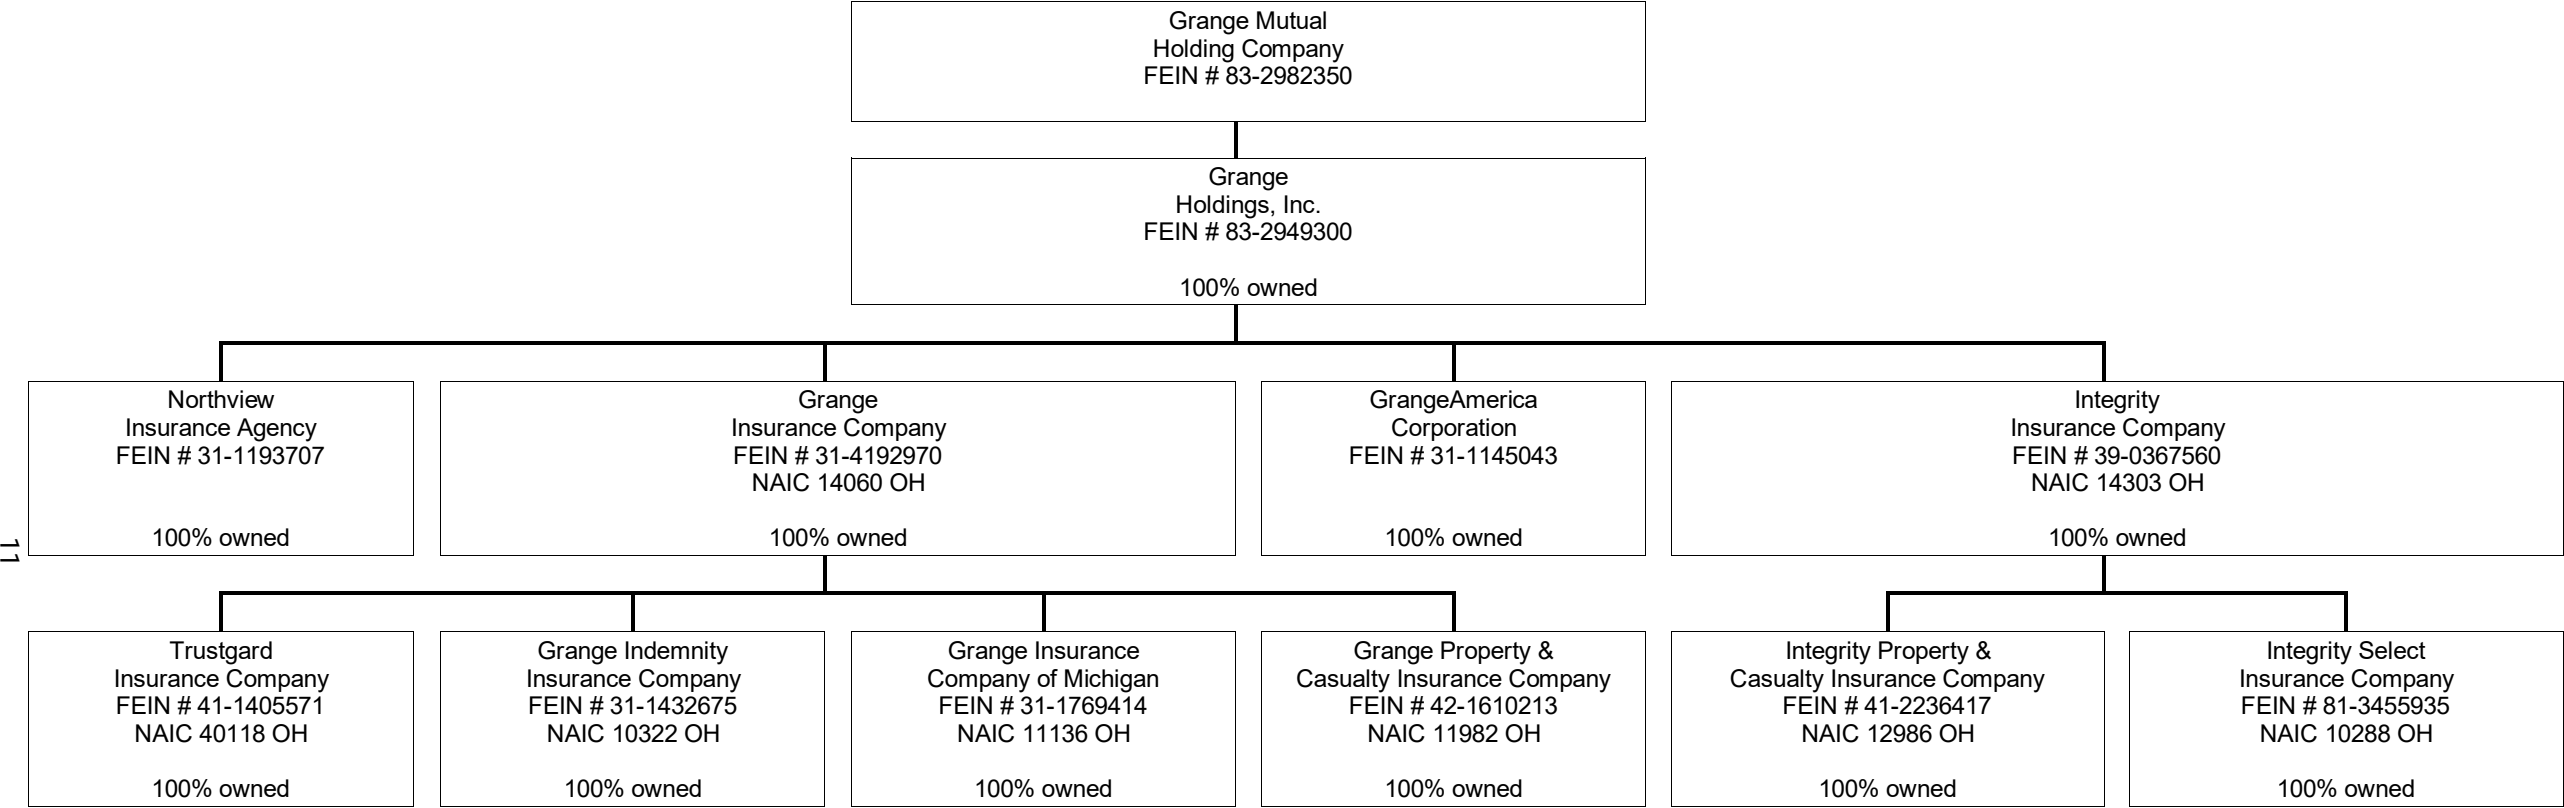 Grange Mutual
Holding Company
FEIN # 83-2982350
Grange
Holdings, Inc.
FEIN # 83-2949300
100% owned
Northview
Insurance Agency
FEIN # 31-1193707
100% owned
Grange
Insurance Company
FEIN # 31-4192970
NAIC 14060 OH
100% owned
GrangeAmerica
Corporation
FEIN # 31-1145043
100% owned
Integrity
Insurance Company
FEIN # 39-0367560
NAIC 14303 OH
100% owned
11
Trustgard
Insurance Company
FEIN # 41-1405571
NAIC 40118 OH
100% owned
Grange Indemnity
Insurance Company
FEIN # 31-1432675
NAIC 10322 OH
100% owned
Grange Insurance
Company of Michigan
FEIN # 31-1769414
NAIC 11136 OH
100% owned
Grange Property &
Casualty Insurance Company
FEIN # 42-1610213
NAIC 11982 OH
100% owned
Integrity Property &
Casualty Insurance Company
FEIN # 41-2236417
NAIC 12986 OH
100% owned
Integrity Select
Insurance Company
FEIN # 81-3455935
NAIC 10288 OH
100% owned